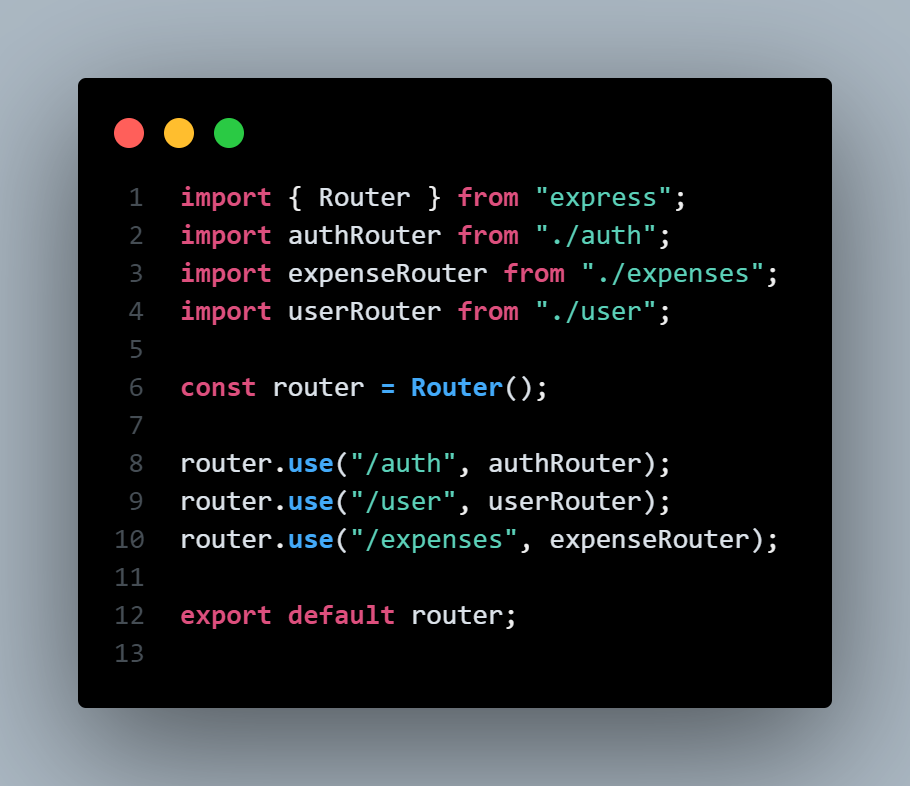 1 import { Router } from "express";
2 import authRouter from "./auth";
3 import expenseRouter from "./expenses";
4 import userRouter from "./user";
5
6 const router = Router();
7
8 router.use("/auth", authRouter);
9 router.use("/user", userRouter);
10 router.use("/expenses", expenseRouter);
11
12 export default router;
13